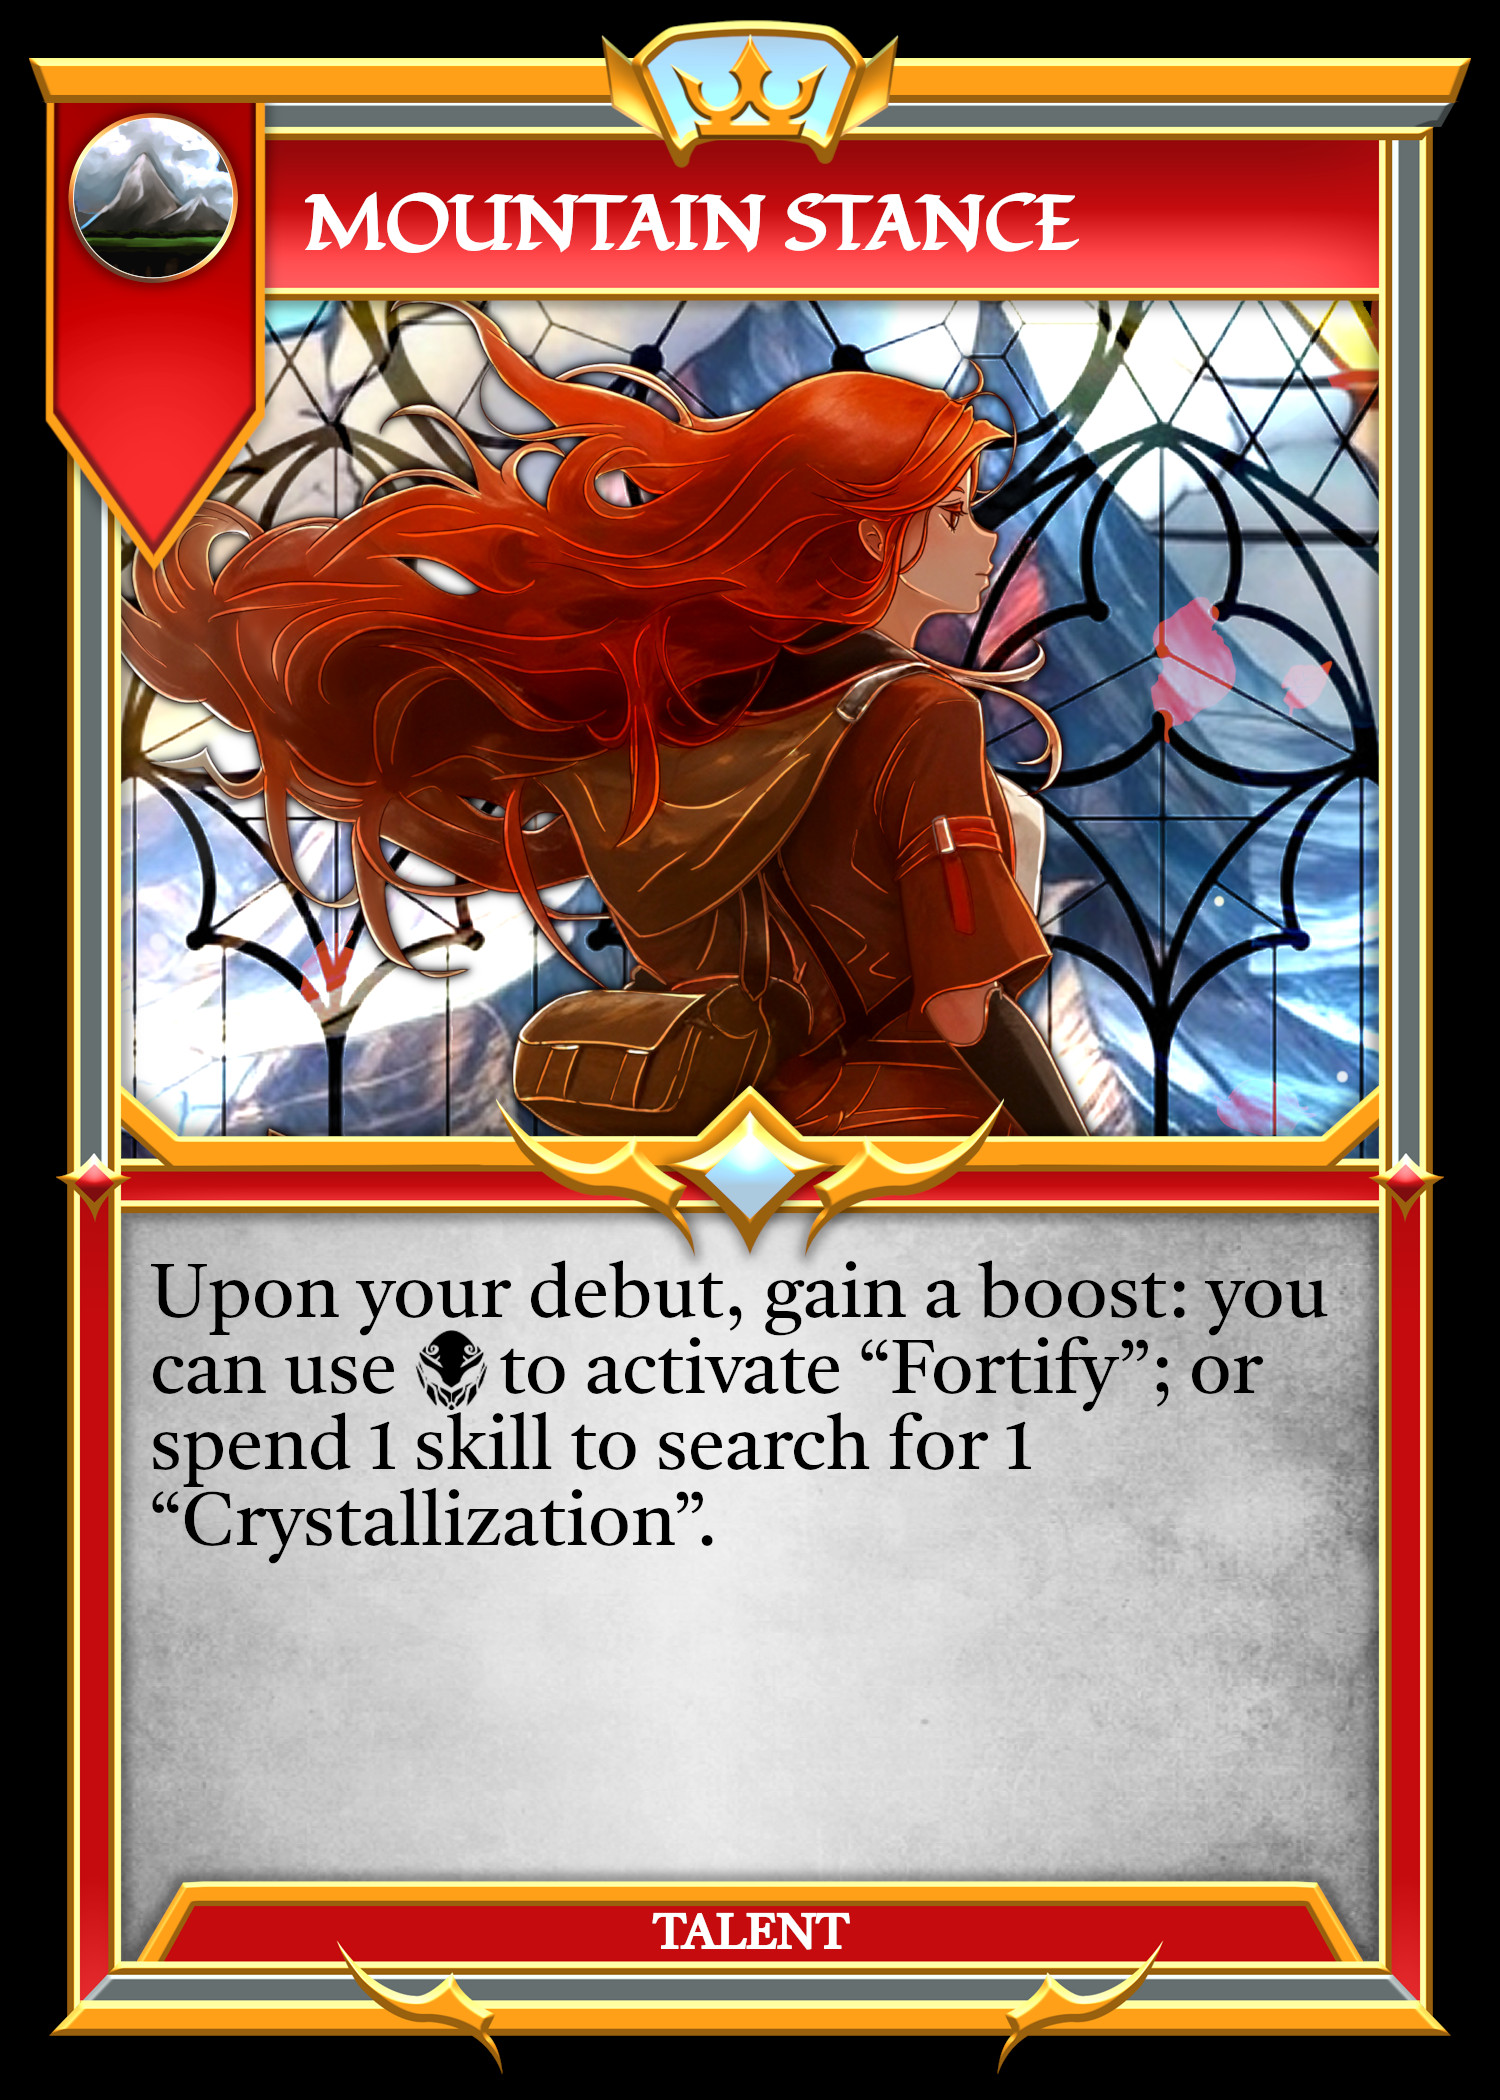 MOUNTAIN STANCE
Upon your debut, gain a boost: you
can use to activate “Fortify”; or
spend 1 skill to search for 1
“Crystallization”.
TALENT